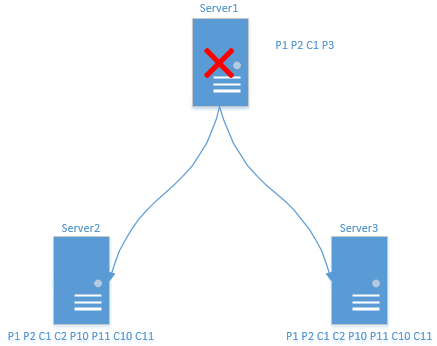 Server1
P1 P2 C1 P3
Server2
Server3
P1 P2 C1 C2 P10 P11 C10 C11
P1 P2 C1 C2 P10 P11 C10 C11